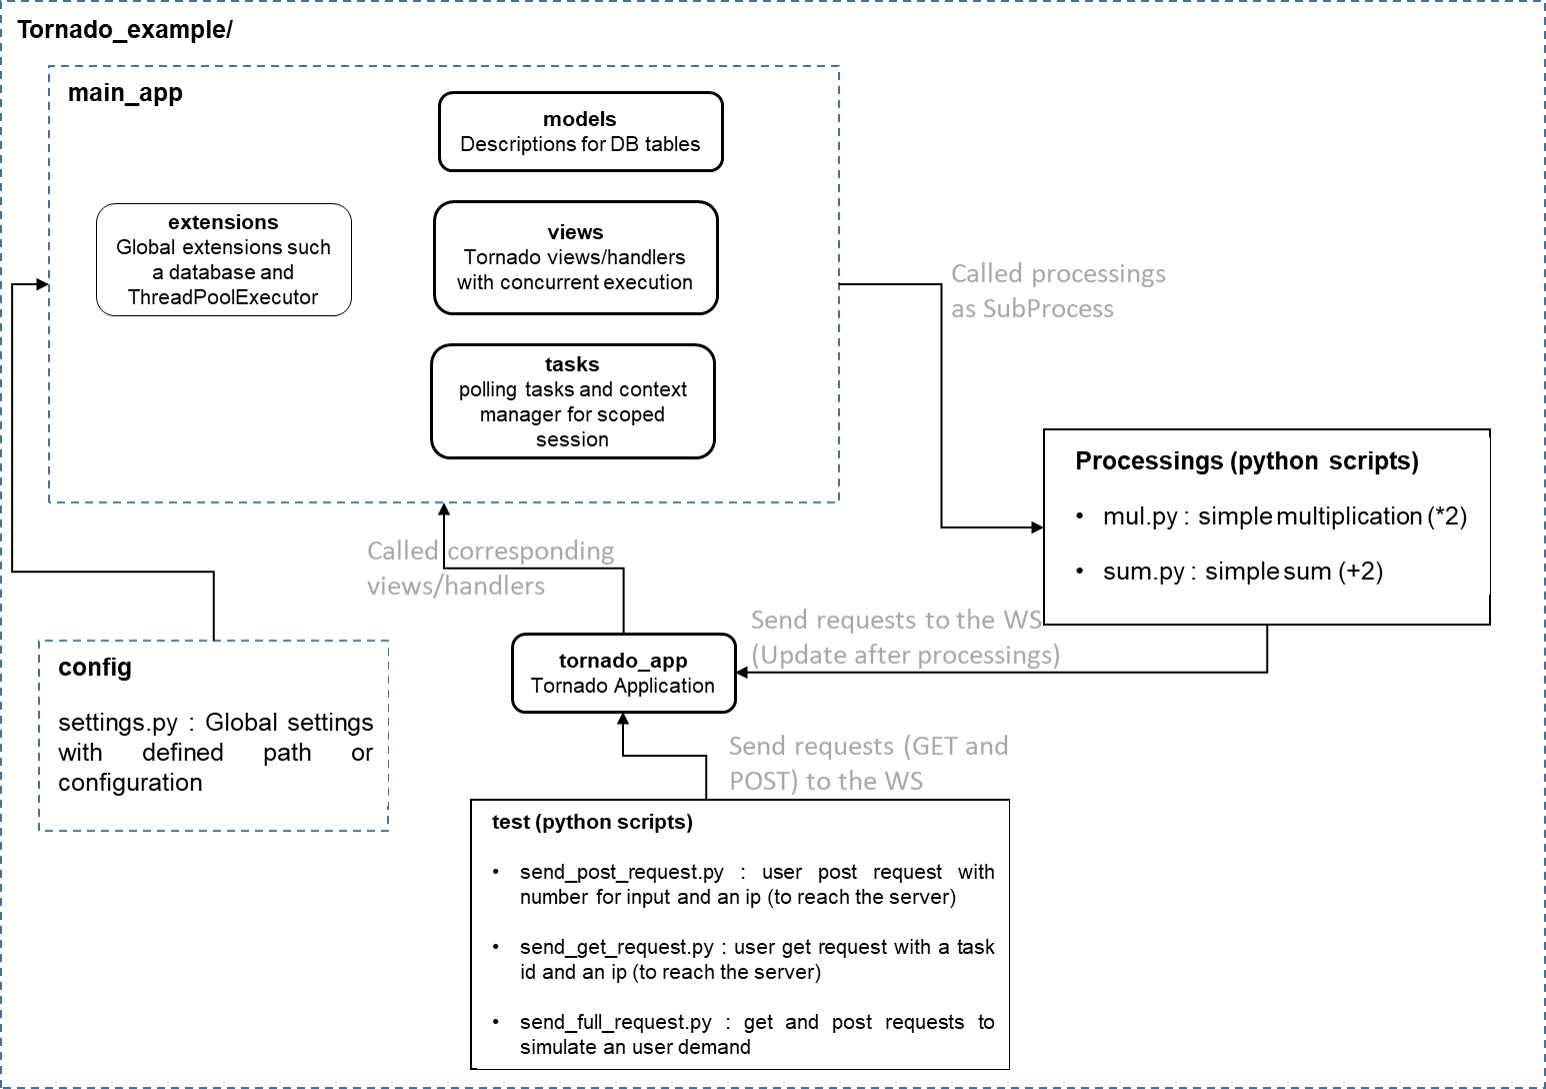 Tornado_example/
main_app
models
Descriptions for DB tables
extensions
Global extensions such
a database and
ThreadPoolExecutor
views
Tornado views/handlers
with concurrent execution
tasks
polling tasks and context
manager for scoped
session
Called processings
as SubProcess
Processings (python scripts)
• mul.py : simple multiplication (*2)
• sum.py : simple sum (+2)
Called corresponding
views/handlers
Send requests to the WS
(Update after processings)
tornado_app
Tornado Application
config
settings.py : Global settings
with defined path or
configuration
Send requests (GET and
POST) to the WS
test (python scripts)
• send_post_request.py : user post request with
number for input and an ip (to reach the server)
• send_get_request.py : user get request with a task
id and an ip (to reach the server)
• send_full_request.py : get and post requests to
simulate an user demand